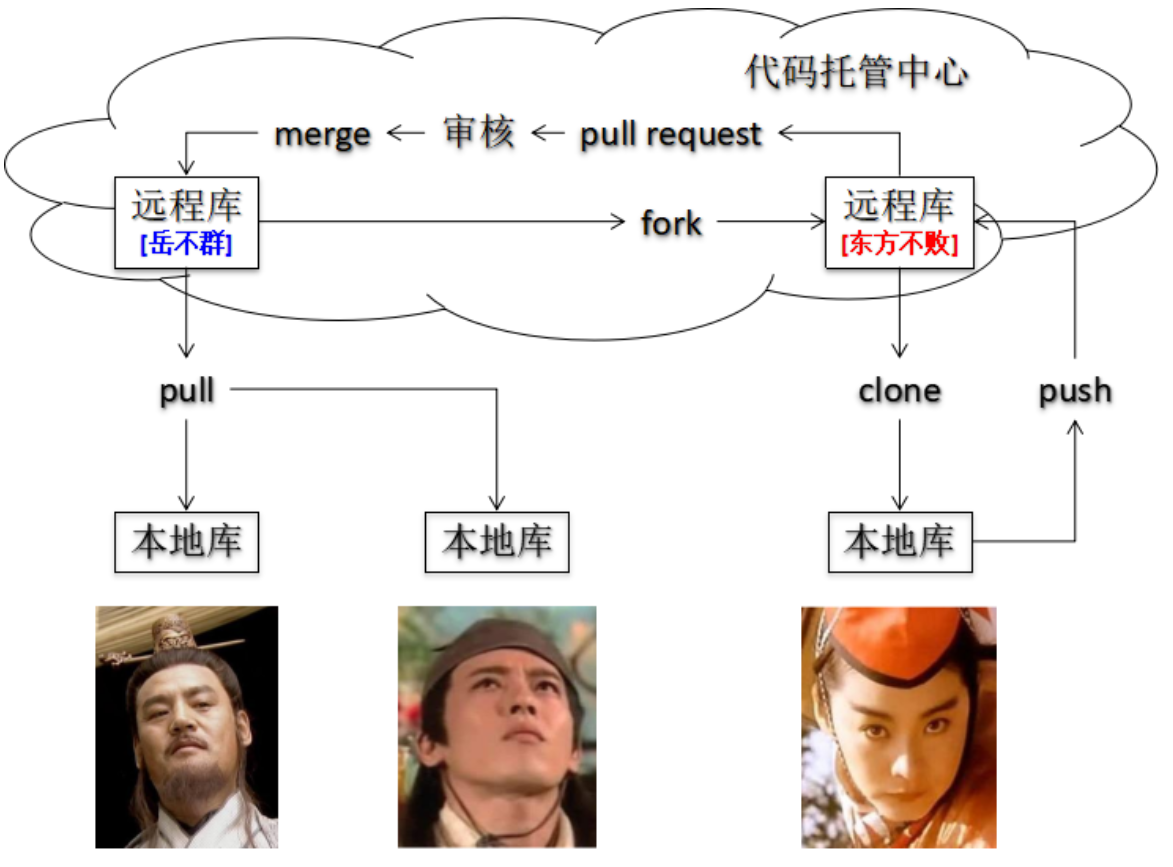 代码托管中心
merge
审核
pull request
远程库
[岳不群]
fork
远程库
[东方不败]
pull
clone
push
本地库
本地库
本地库